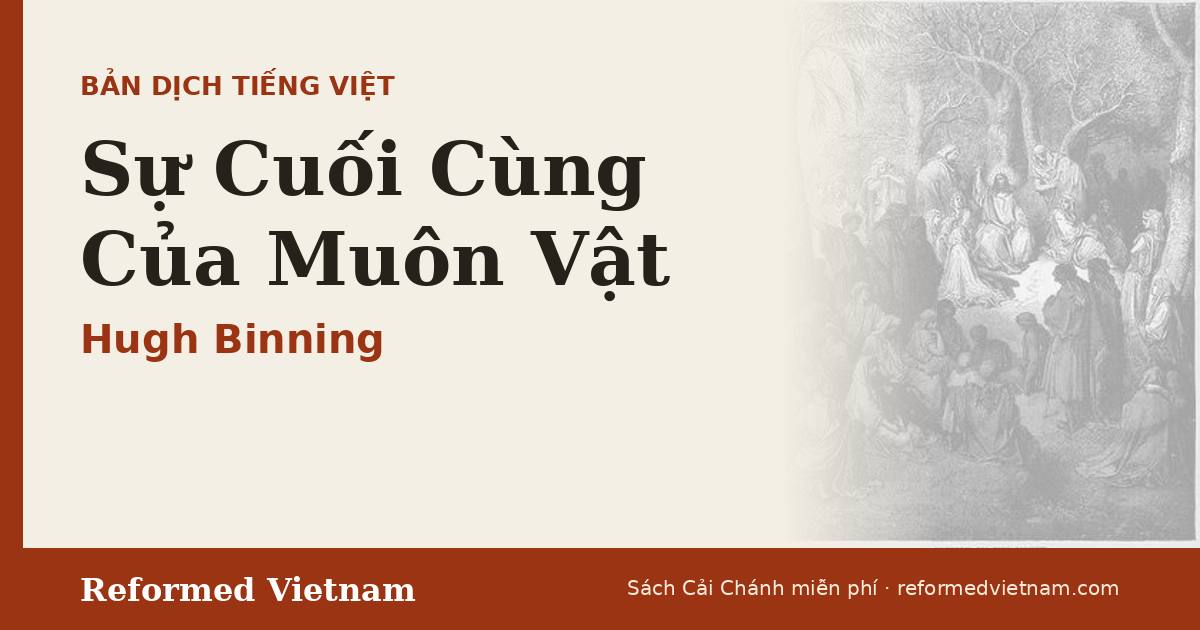 BẢN DỊCH TIẾNG VIỆT
Sự Cuối Cùng
Của Muôn Vật
Hugh Binning
Reformed Vietnam
Sách Cải Chánh miễn phí · reformedvietnam.com